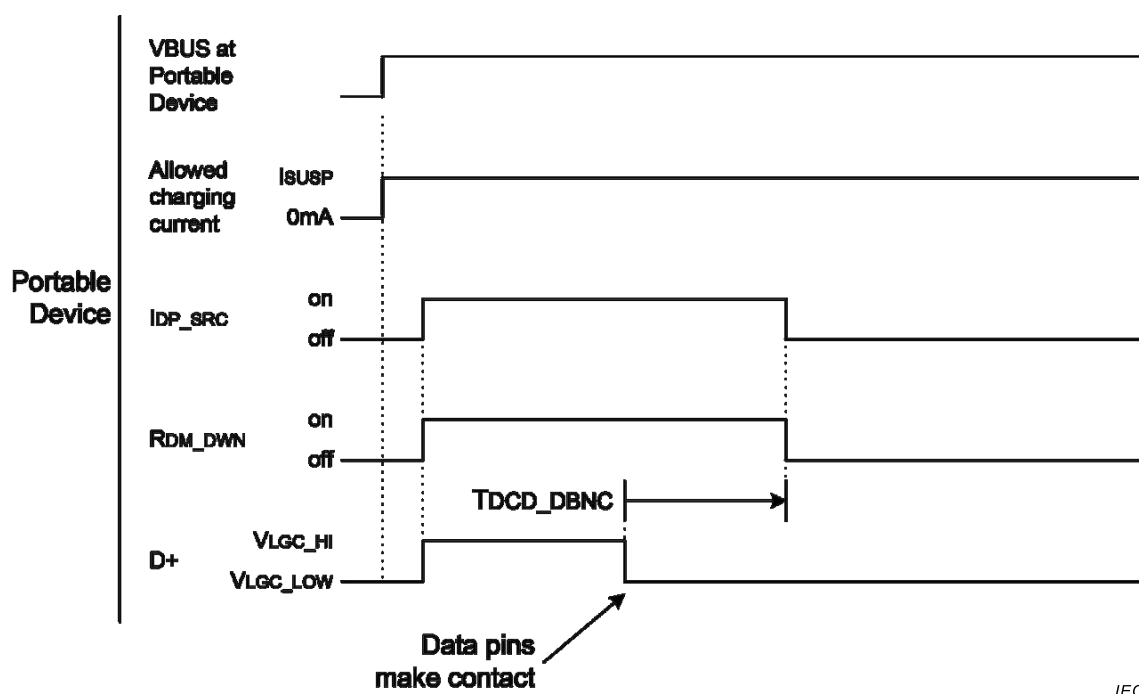 VBUS at
Portable
Device
Allowed
charging
current
ISUSP
0mA
Portable
Device
IDP_SRC
on
off
RDM_DWN
on
off
TDCD_DBNC
D+
VLGC_HI
VLGC_LOW
Data pins
make contact
IEC